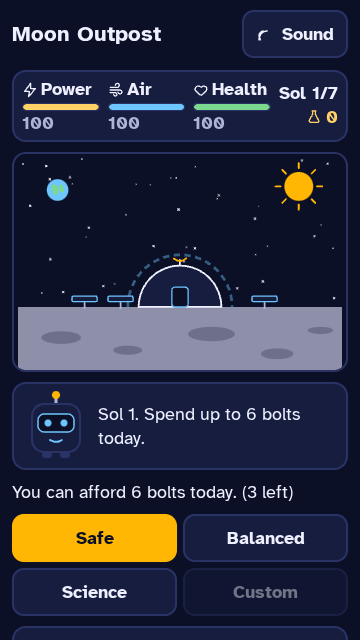 Moon Outpost
Sound
Power Air Health Sol 1/7
100 100 100 0
Sol 1. Spend up to 6 bolts
today.
You can afford 6 bolts today. (3 left)
Safe
Balanced
Science
Custom